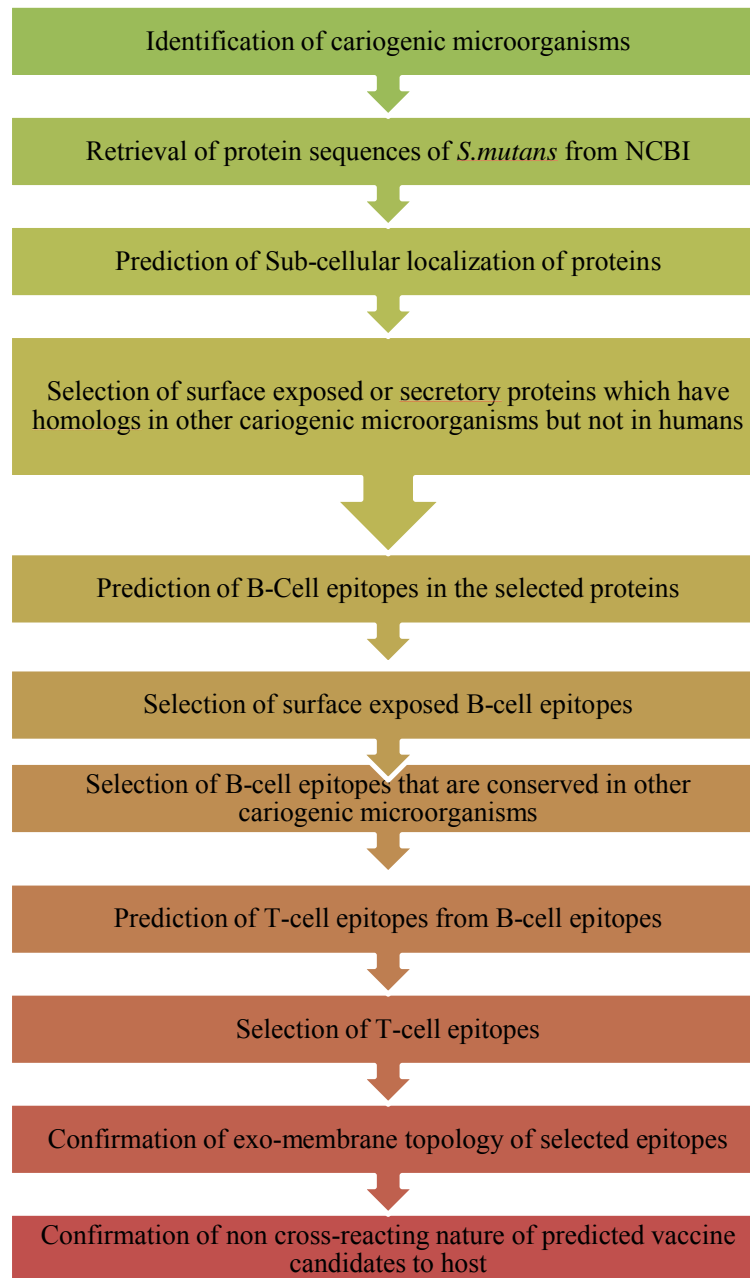 Identification of cariogenic microorganisms
Retrieval of protein sequences of S.mutans from NCBI
Prediction of Sub-cellular localization of proteins
Selection of surface exposed or secretory proteins which have
homologs in other cariogenic microorganisms but not in humans
Prediction of B-Cell epitopes in the selected proteins
Selection of surface exposed B-cell epitopes
Selection of B-cell epitopes that are conserved in other
cariogenic microorganisms
Prediction of T-cell epitopes from B-cell epitopes
Selection of T-cell epitopes
Confirmation of exo-membrane topology of selected epitopes
Confirmation of non cross-reacting nature of predicted vaccine
candidates to host